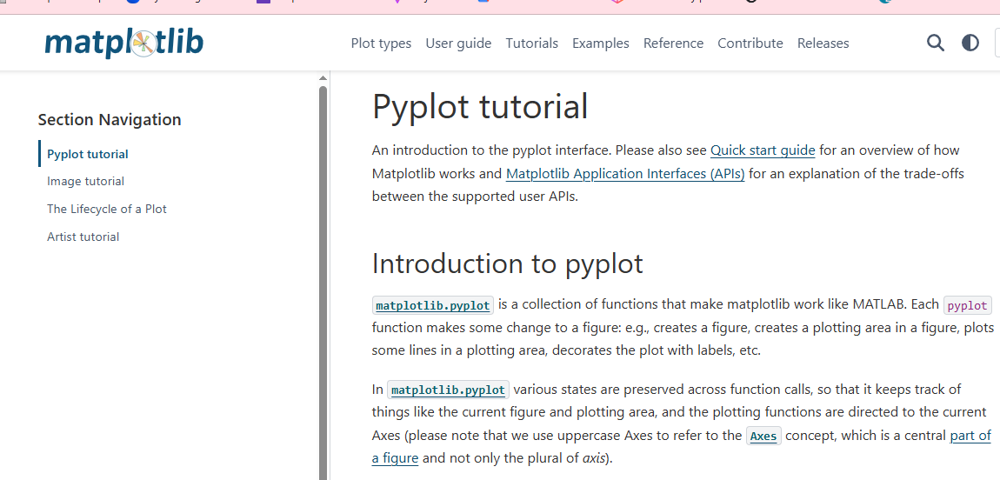 matplotlib
Plot types User guide Tutorials Examples Reference Contribute Releases
Section Navigation
Pyplot tutorial
Image tutorial
The Lifecycle of a Plot
Artist tutorial
Pyplot tutorial
An introduction to the pyplot interface. Please also see Quick start guide for an overview of how
Matplotlib works and Matplotlib Application Interfaces (APIs) for an explanation of the trade-offs
between the supported user APIs.
Introduction to pyplot
matplotlib.pyplot is a collection of functions that make matplotlib work like MATLAB. Each pyplot
function makes some change to a figure: e.g., creates a figure, creates a plotting area in a figure, plots
some lines in a plotting area, decorates the plot with labels, etc.
In matplotlib.pyplot various states are preserved across function calls, so that it keeps track of
things like the current figure and plotting area, and the plotting functions are directed to the current
Axes (please note that we use uppercase Axes to refer to the Axes concept, which is a central part of
a figure and not only the plural of axis).